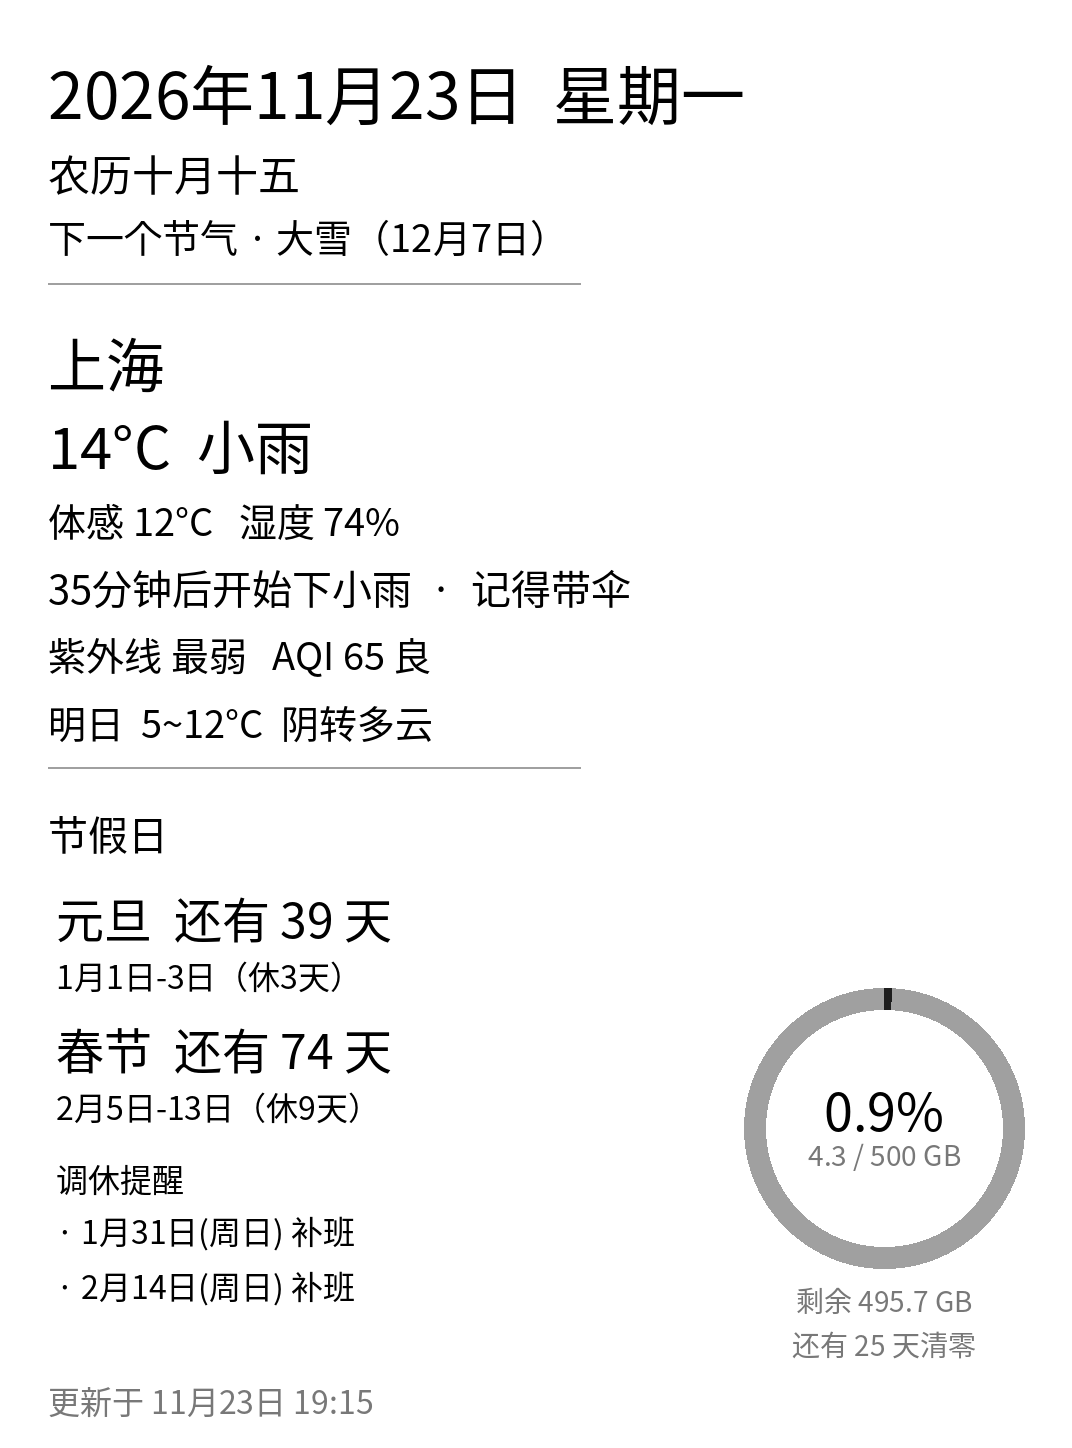 2026年11月23日 星期一
农历十月十五
下一个节气 · 大雪（12月7日）
上海
14°C 小雨
体感 12°C 湿度 74%
35分钟后开始下小雨 · 记得带伞
紫外线 最弱 AQI 65 良
明日 5~12°C 阴转多云
节假日
元旦 还有 39 天
1月1日-3日（休3天）
春节 还有 74 天
2月5日-13日（休9天）
调休提醒
· 1月31日(周日) 补班
· 2月14日(周日) 补班
0.9%
4.3 / 500 GB
剩余 495.7 GB
还有 25 天清零
更新于 11月23日 19:15